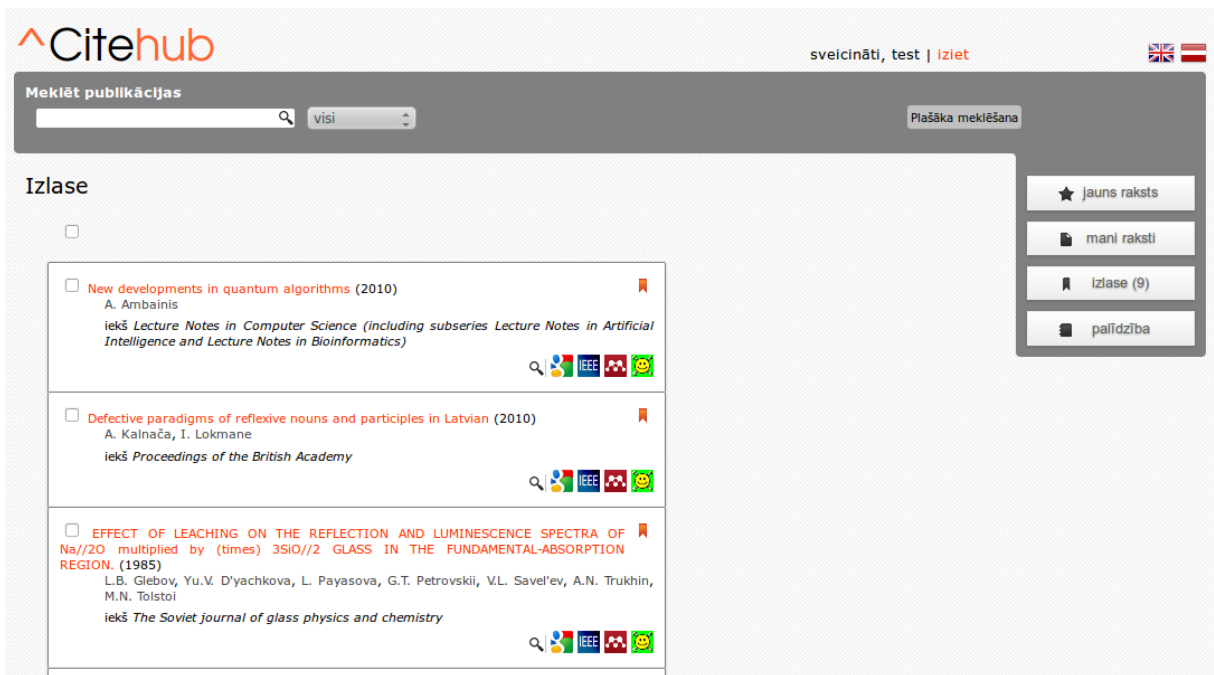 ^Citehub
sveicināti, test | iziet
Meklēt publikācijas
visi
Plašāka meklēšana
Izlase
jauns raksts
mani raksti
izlase (9)
palīdzība
New developments in quantum algorithms (2010)
A. Ambainis
iekš Lecture Notes in Computer Science (including subseries Lecture Notes in Artificial
Intelligence and Lecture Notes in Bioinformatics)
IEEE
Defective paradigms of reflexive nouns and participles in Latvian (2010)
A. Kalnača, I. Lokmane
iekš Proceedings of the British Academy
IEEE
EFFECT OF LEACHING ON THE REFLECTION AND LUMINESCENCE SPECTRA OF
Na//2O multiplied by (times) 3SiO//2 GLASS IN THE FUNDAMENTAL-ABSORPTION
REGION. (1985)
L.B. Glebov, Yu.V. D'yachkova, L. Payasova, G.T. Petrovskii, V.L. Savel'ev, A.N. Trukhin,
M.N. Tolstoi
iekš The Soviet journal of glass physics and chemistry
IEEE